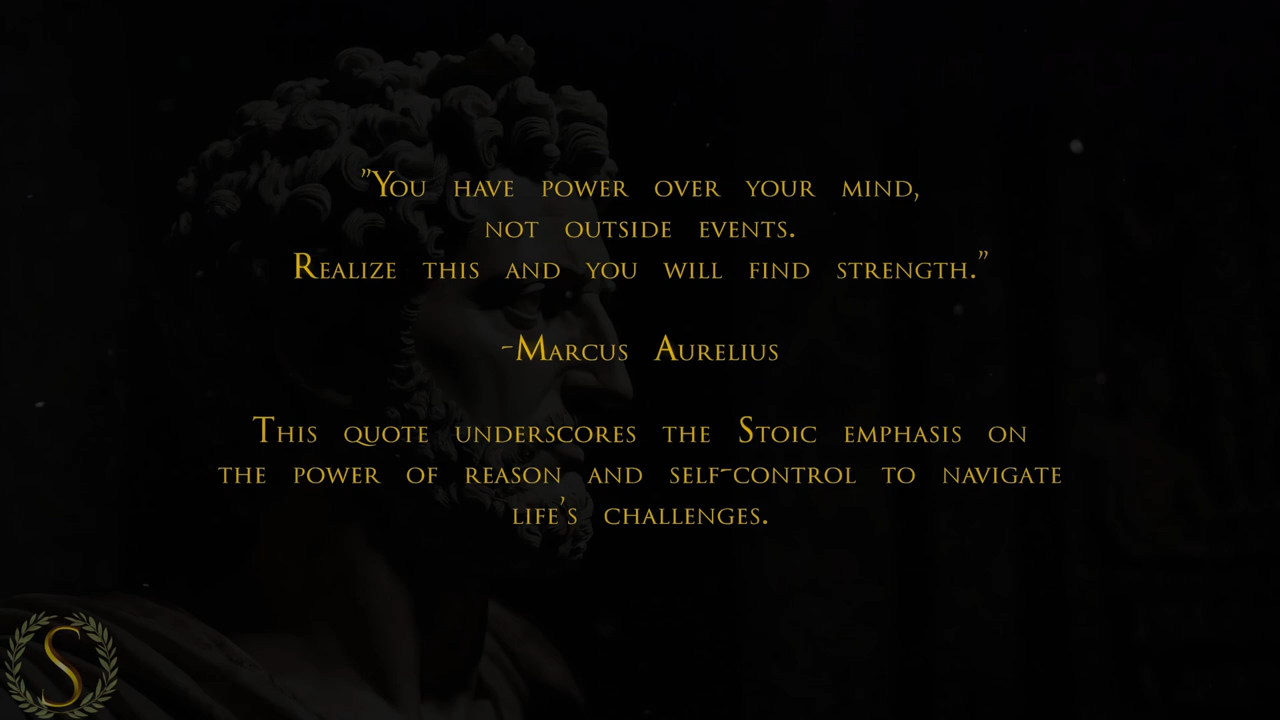 ”You have power over your mind,
not outside events.
Realize this and you will find strength.”
-Marcus Aurelius
This quote underscores the Stoic emphasis on
the power of reason and self-control to navigate
life’s challenges.
S